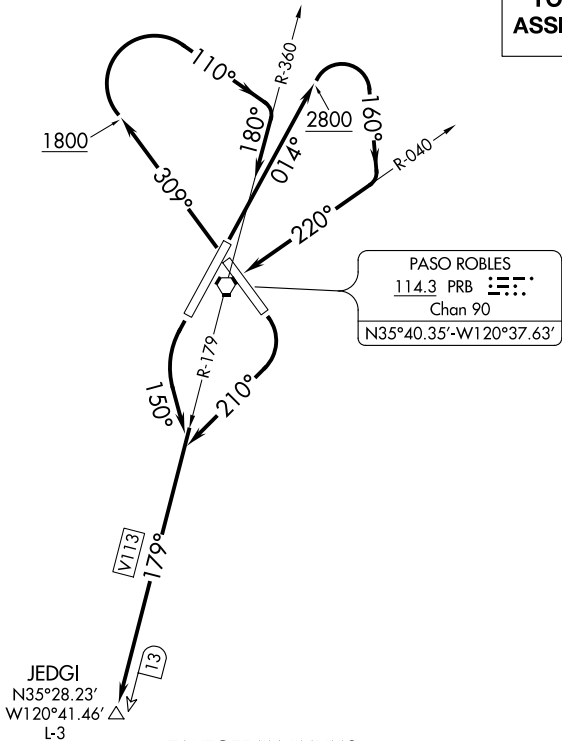 TO
ASSI
R-360
110°
180°
1800
2800
014°
160°
R-040
309°
220°
PASO ROBLES
114.3 PRB
Chan 90
N35°40.35'-W120°37.63'
R-179
150°
210°
V113
179°
13
JEDGI
N35°28.23'
W120°41.46'
L-3